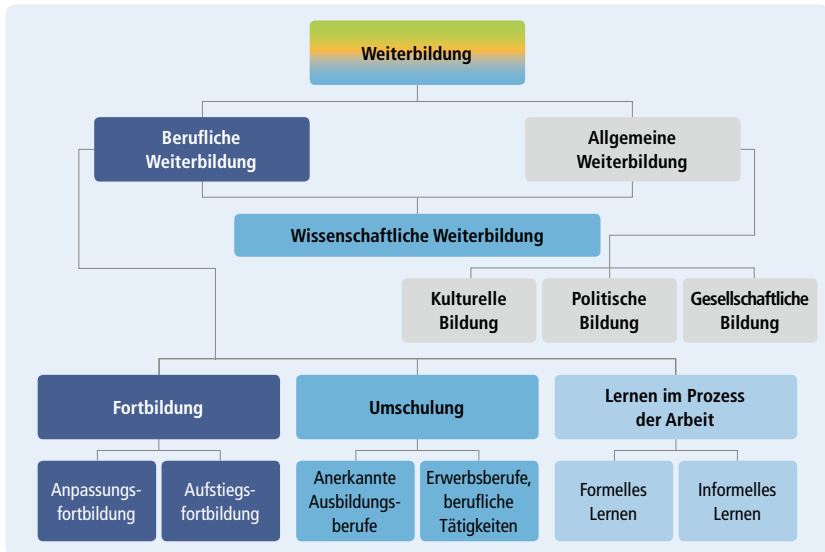 Weiterbildung
Berufliche
Weiterbildung
Allgemeine
Weiterbildung
Wissenschaftliche Weiterbildung
Kulturelle
Bildung
Politische
Bildung
Gesellschaftliche
Bildung
Fortbildung
Umschulung
Lernen im Prozess
der Arbeit
Anpassungs-
fortbildung
Aufstiegs-
fortbildung
Anerkannte
Ausbildungs-
berufe
Erwerbsberufe,
berufliche
Tätigkeiten
Formelles
Lernen
Informelles
Lernen